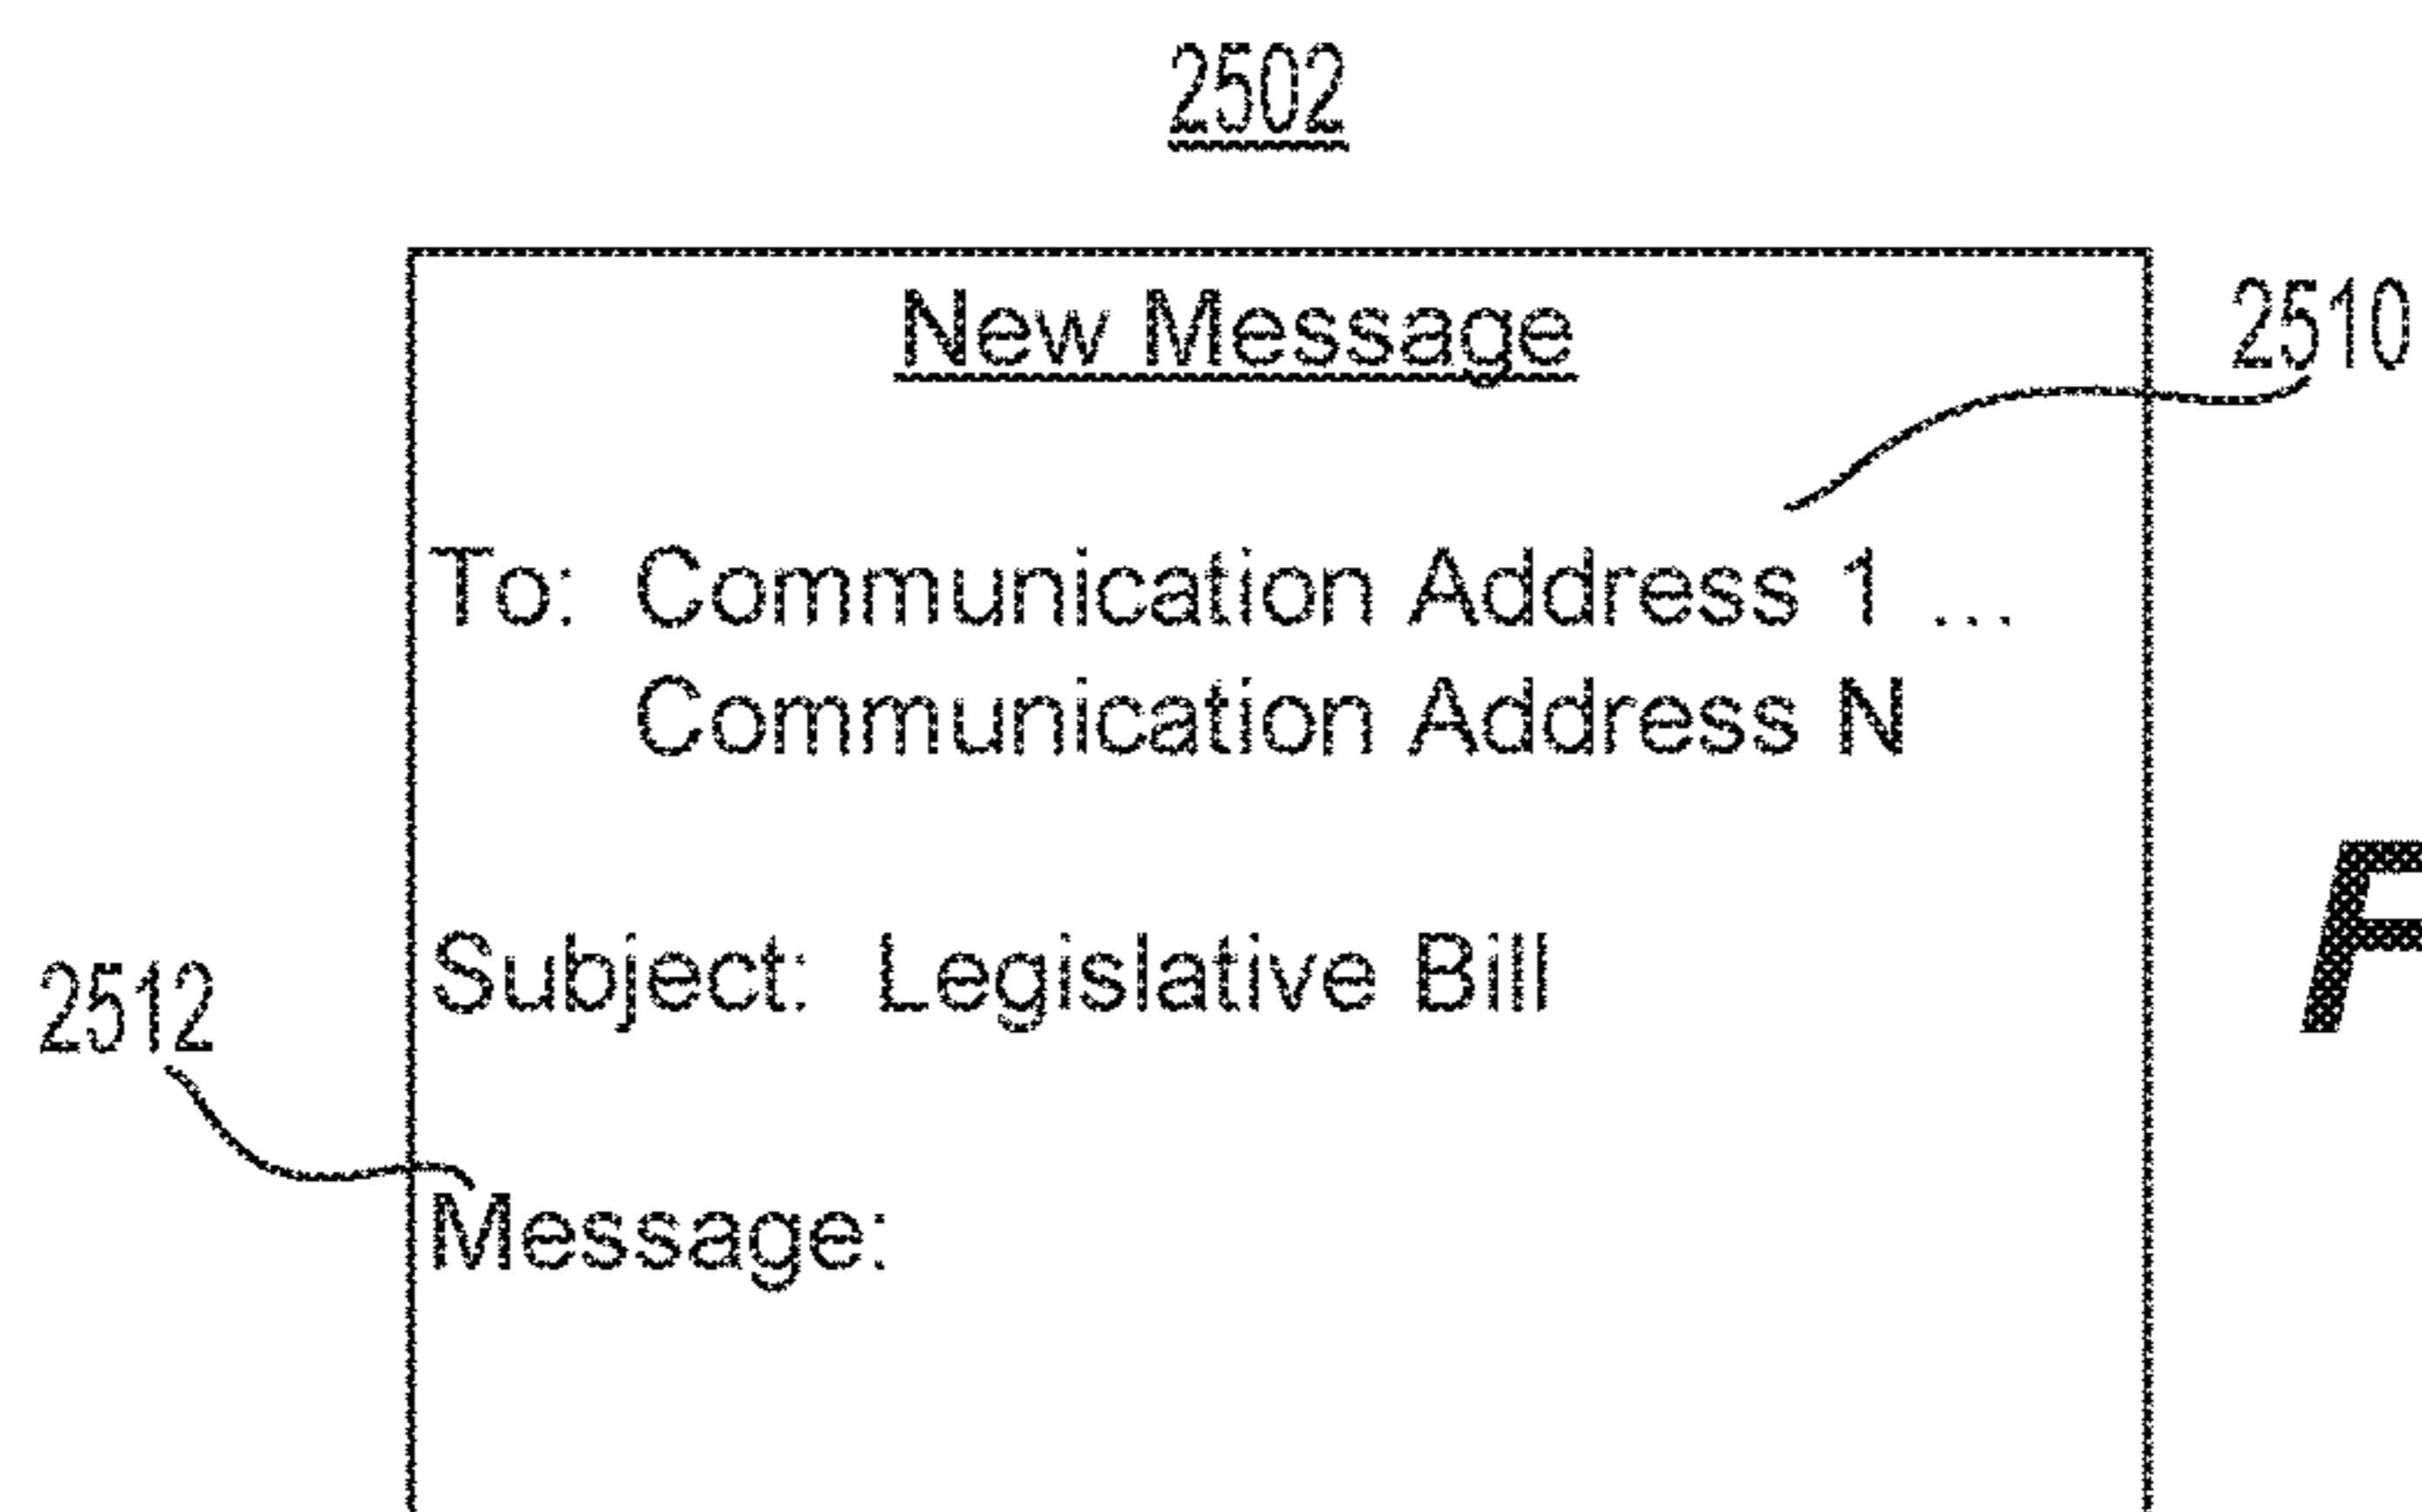 2502
New Message
2510
To: Communication Address 1 ...
Communication Address N
F
Subject: Legislative Bill
2512
Message: